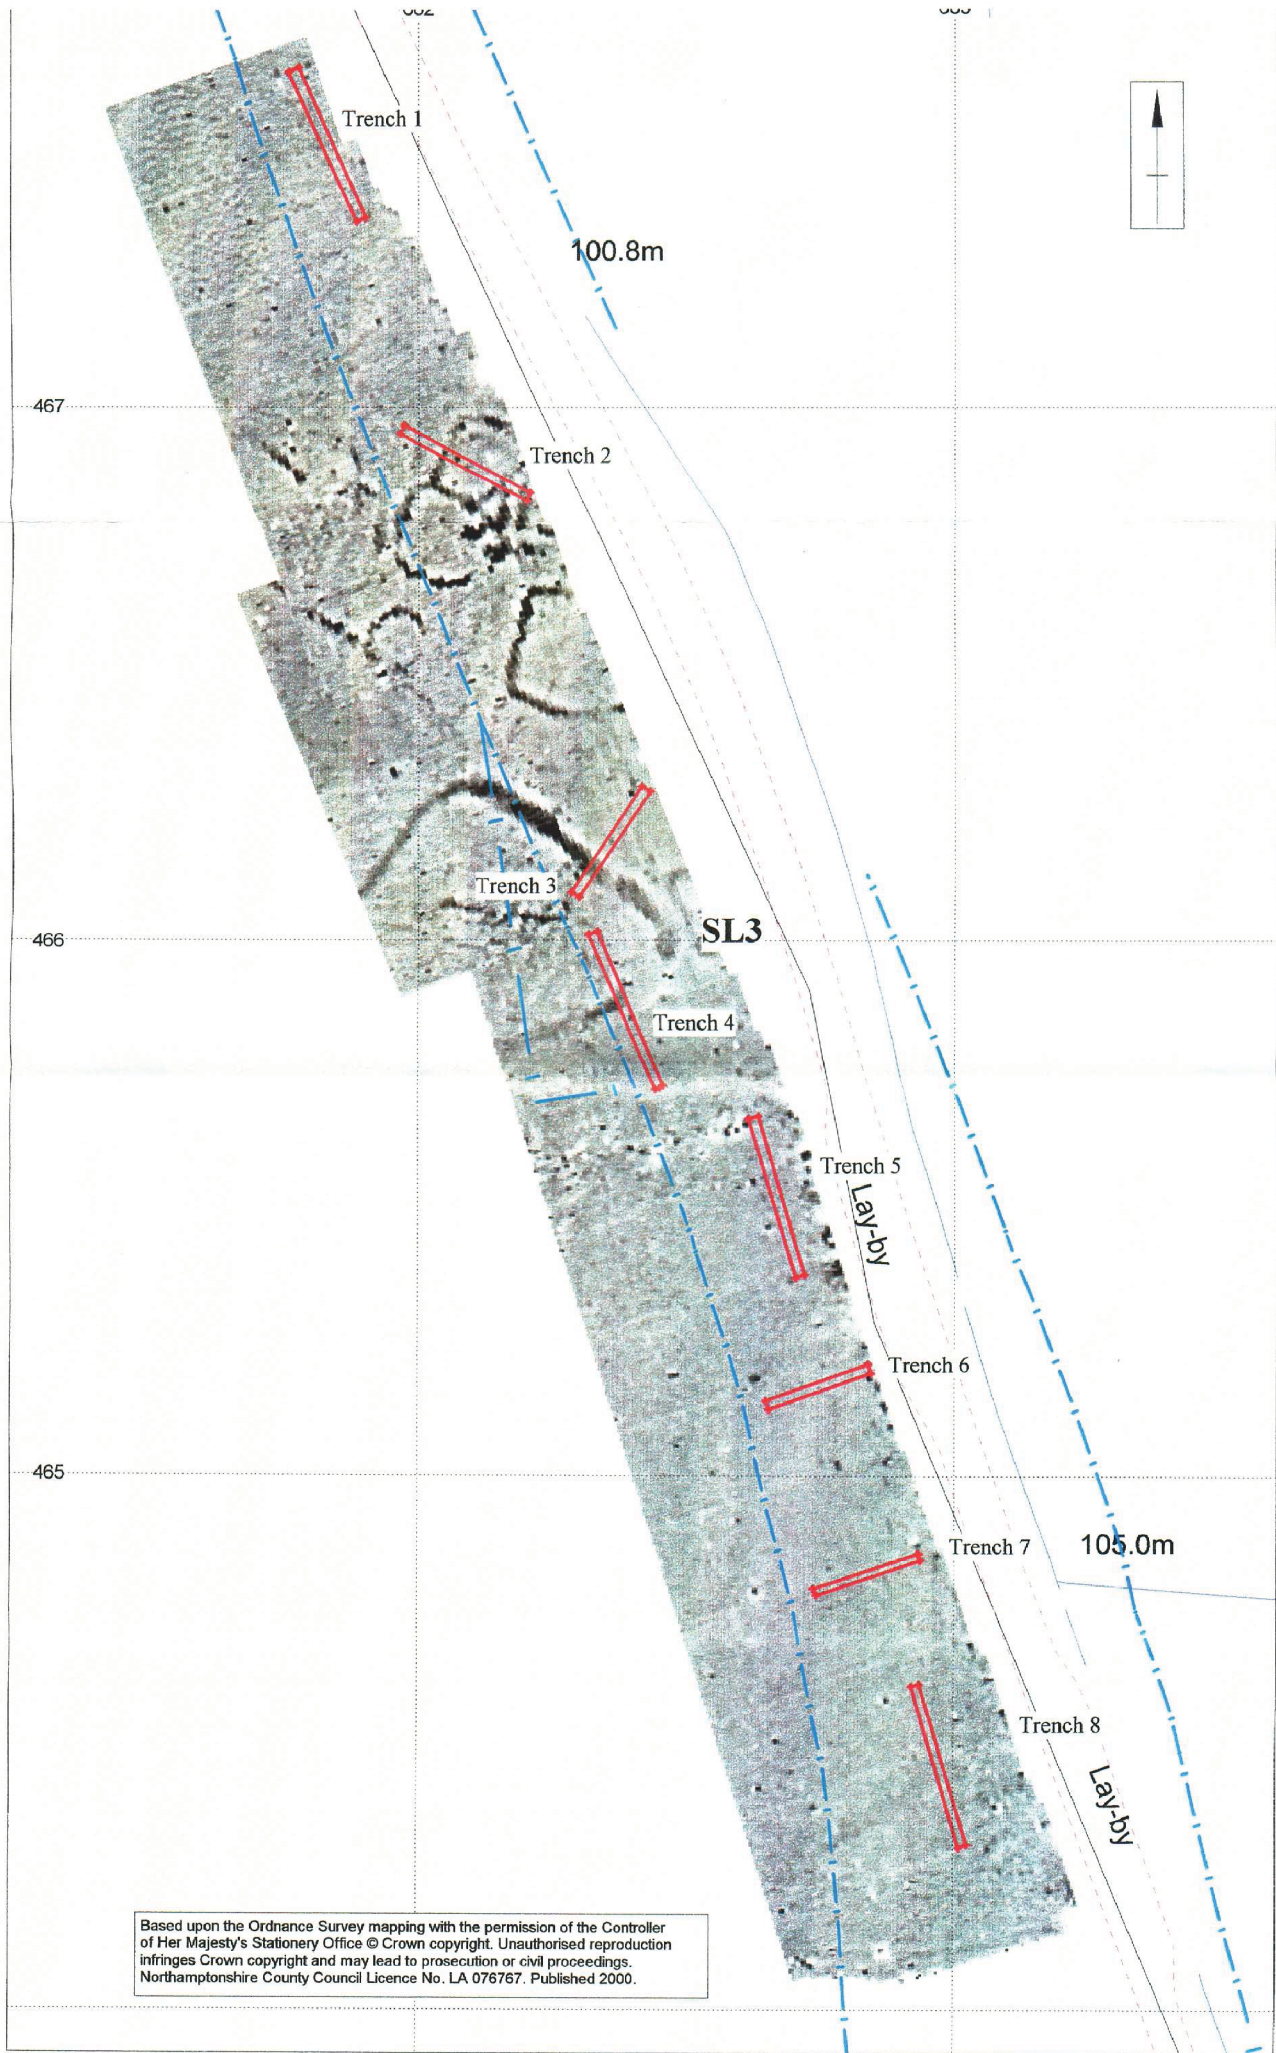 Trench 1
100.8m
467
Trench 2
Trench 3
SL3
466
Trench 4
Trench 5
Lay-by
Trench 6
465
Trench 7
105.0m
Trench 8
Lay-by
Based upon the Ordnance Survey mapping with the permission of the Controller
of Her Majesty's Stationery Office © Crown copyright. Unauthorised reproduction
infringes Crown copyright and may lead to prosecution or civil proceedings.
Northamptonshire County Council Licence No. LA 076767. Published 2000.